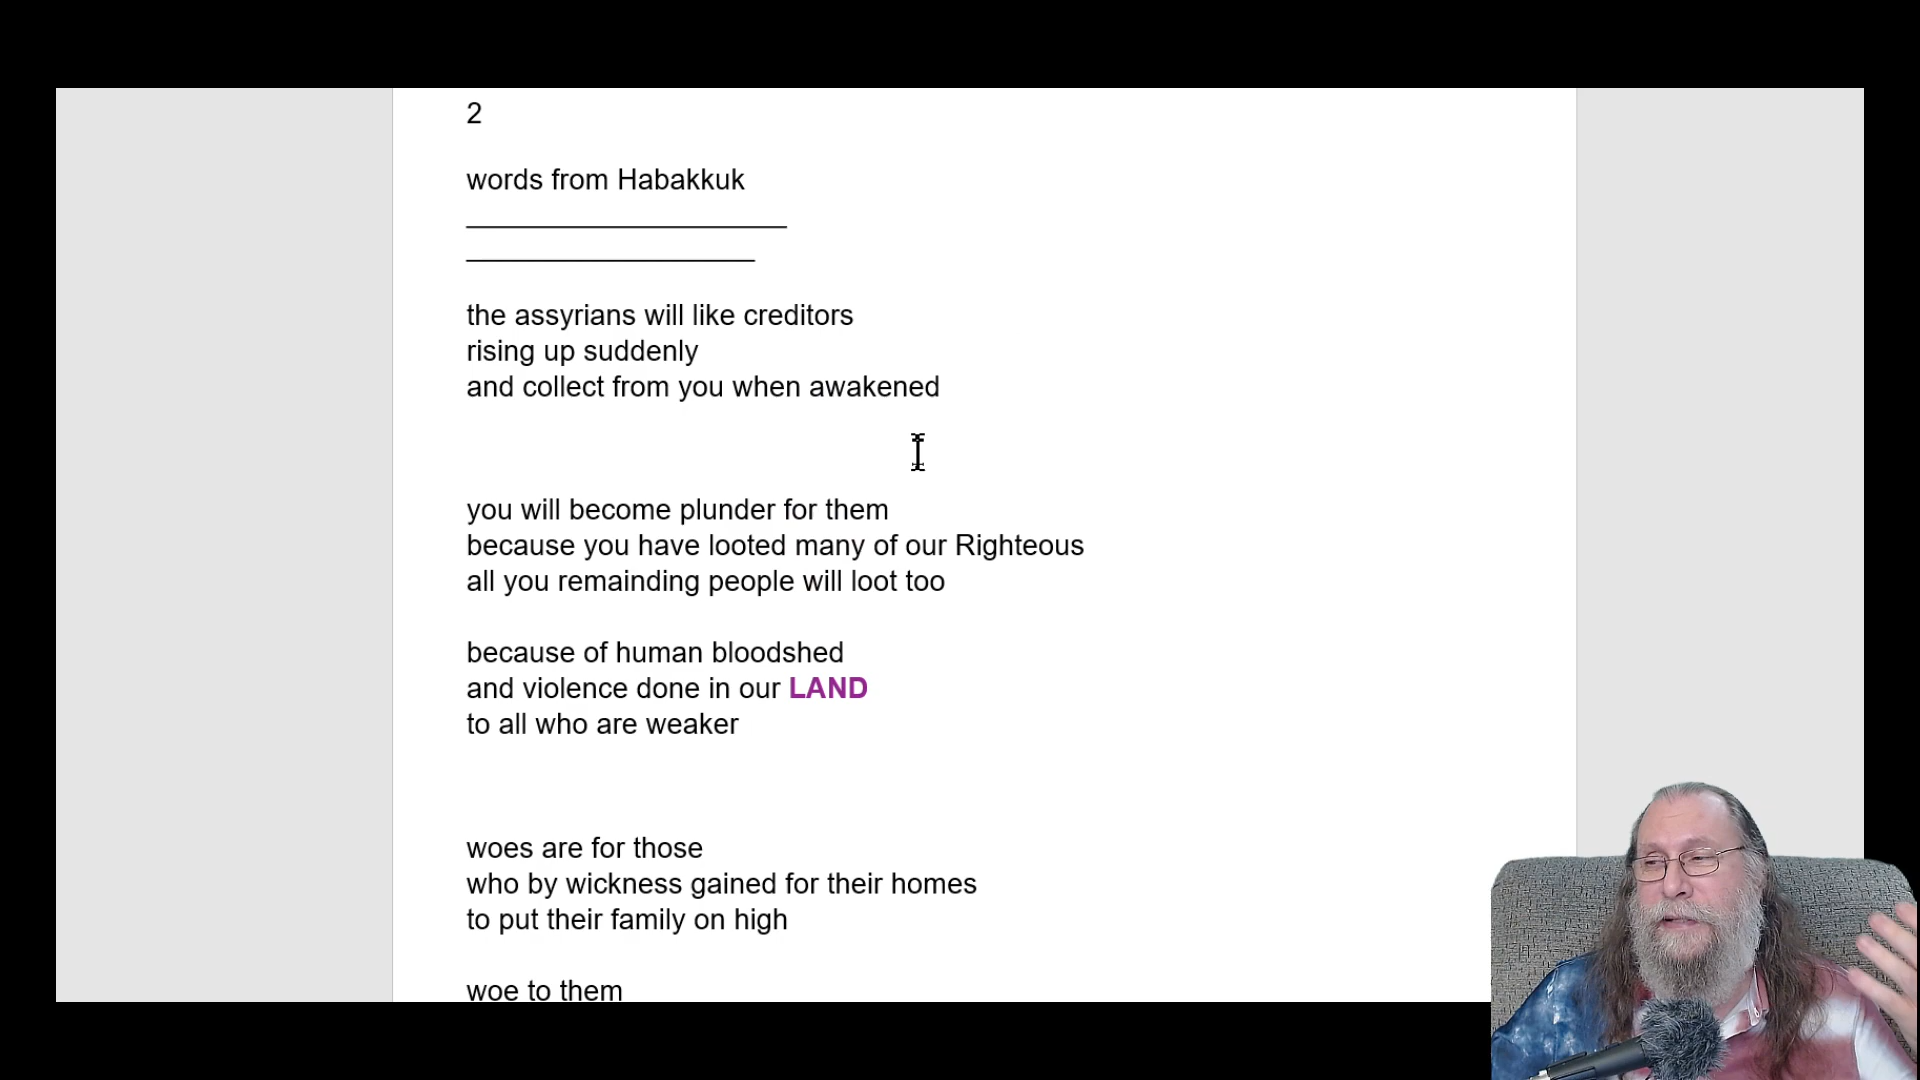 2
words from Habakkuk
____________________
__________________
the assyrians will like creditors
rising up suddenly
and collect from you when awakened
you will become plunder for them
because you have looted many of our Righteous
all you remainding people will loot too
because of human bloodshed
and violence done in our LAND
to all who are weaker
woes are for those
who by wickness gained for their homes
to put their family on high
woe to them